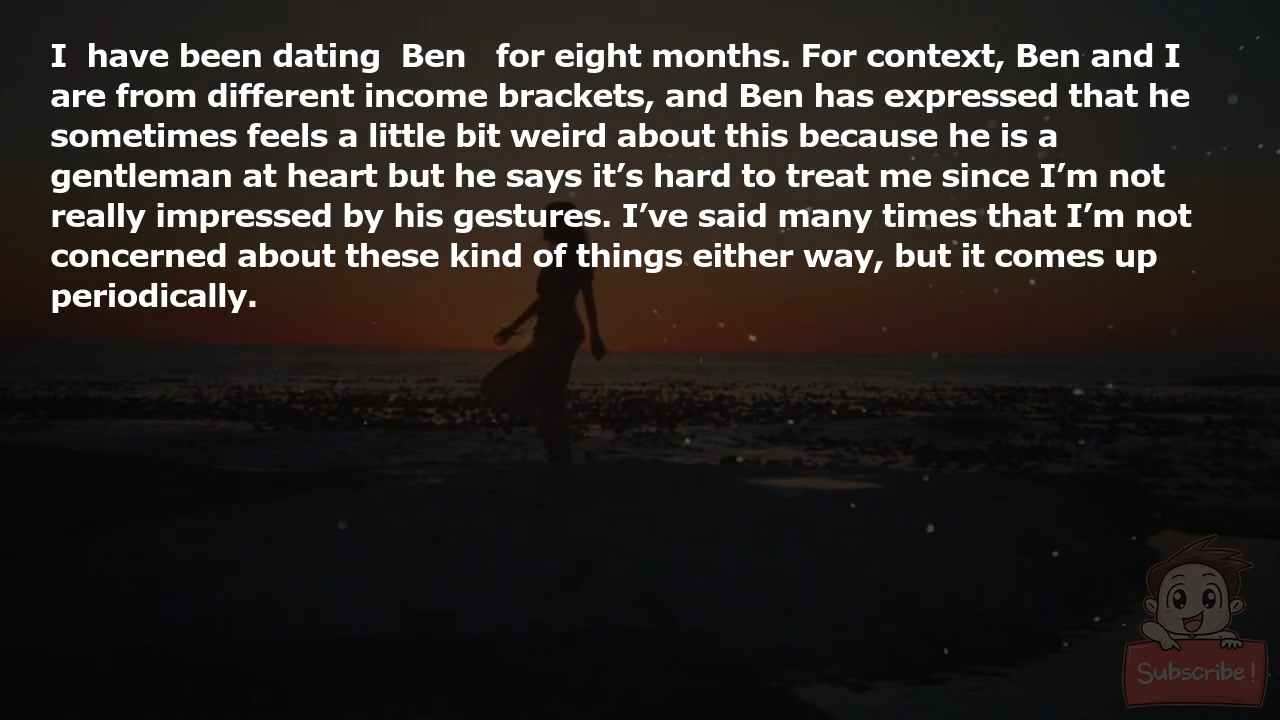 I have been dating Ben for eight months. For context, Ben and I
are from different income brackets, and Ben has expressed that he
sometimes feels a little bit weird about this because he is a
gentleman at heart but he says it’s hard to treat me since I’m not
really impressed by his gestures. I’ve said many times that I’m not
concerned about these kind of things either way, but it comes up
periodically.
Subscribe!